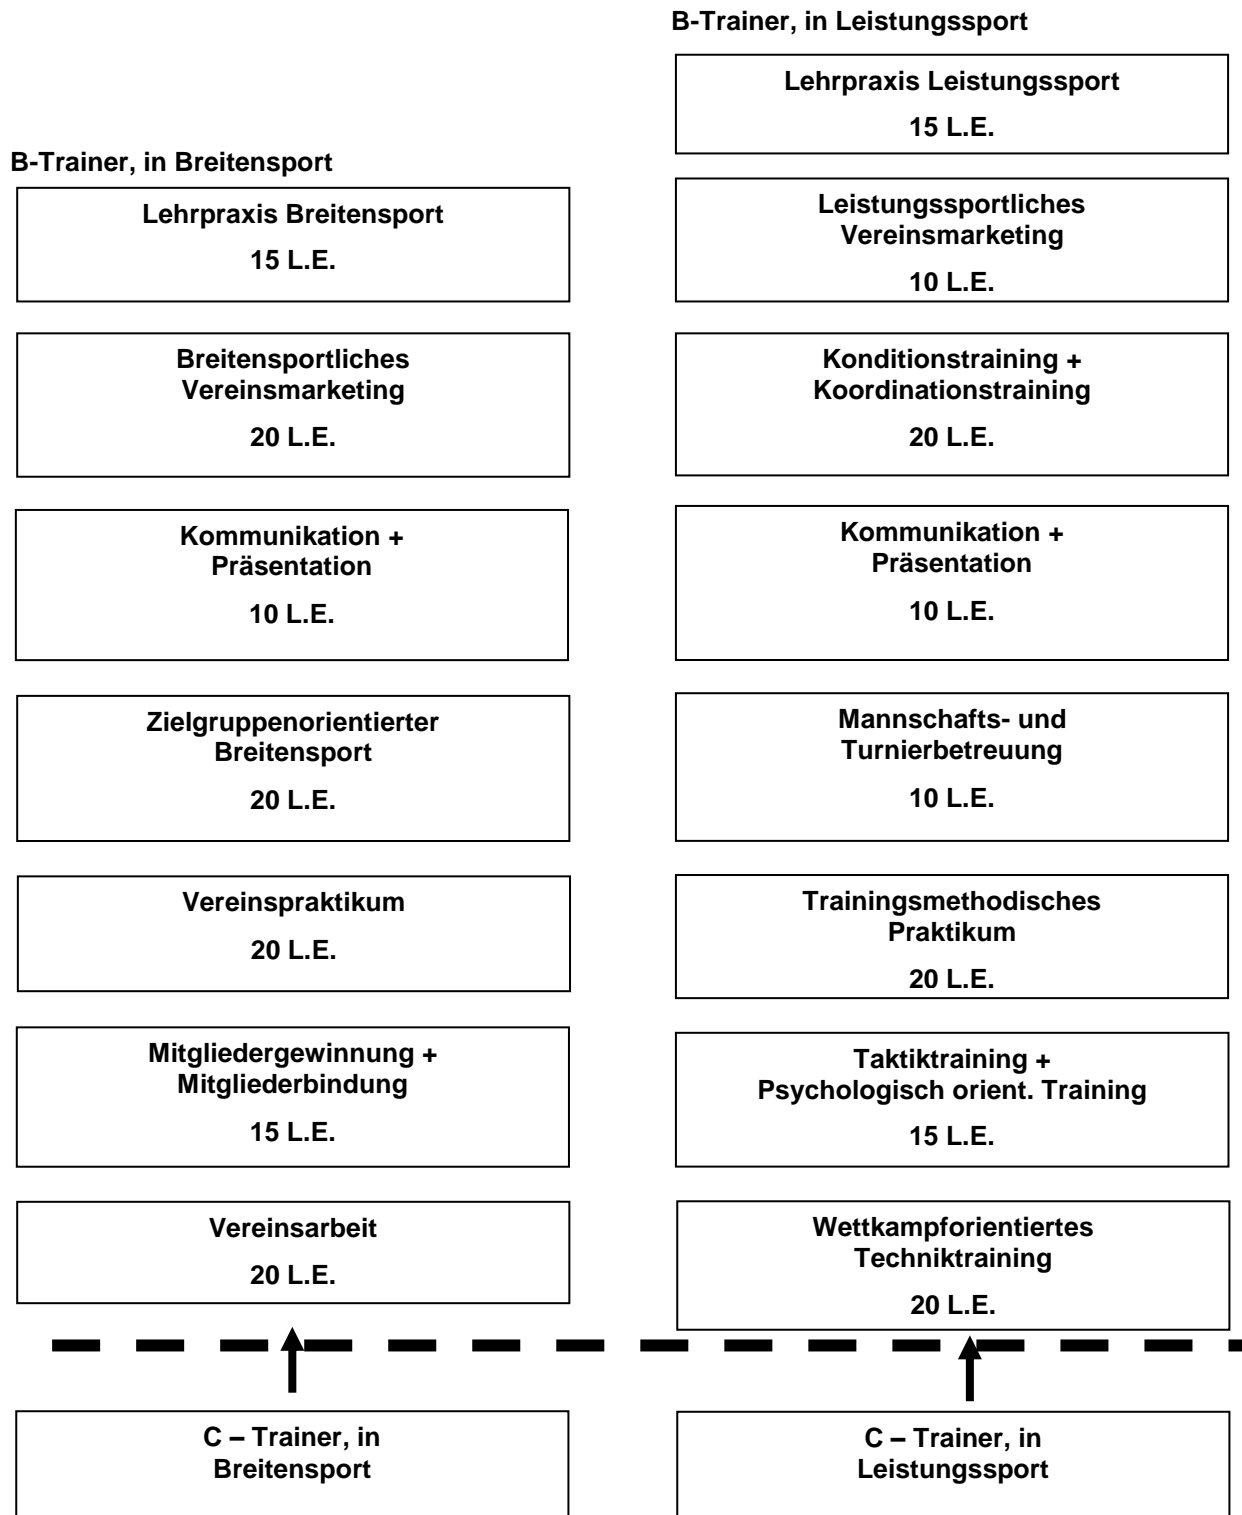 B-Trainer, in Leistungssport
Lehrpraxis Leistungssport
15 L.E.
Leistungssportliches
Vereinsmarketing
10 L.E.
Konditionstraining +
Koordinationstraining
20 L.E.
Kommunikation +
Präsentation
10 L.E.
Mannschafts- und
Turnierbetreuung
10 L.E.
Trainingsmethodisches
Praktikum
20 L.E.
Taktiktraining +
Psychologisch orient. Training
15 L.E.
Wettkampforientiertes
Techniktraining
20 L.E.
C – Trainer, in
Leistungssport
B-Trainer, in Breitensport
Lehrpraxis Breitensport
15 L.E.
Breitensportliches
Vereinsmarketing
20 L.E.
Kommunikation +
Präsentation
10 L.E.
Zielgruppenorientierter
Breitensport
20 L.E.
Vereinspraktikum
20 L.E.
Mitgliedergewinnung +
Mitgliederbindung
15 L.E.
Vereinsarbeit
20 L.E.
C – Trainer, in
Breitensport